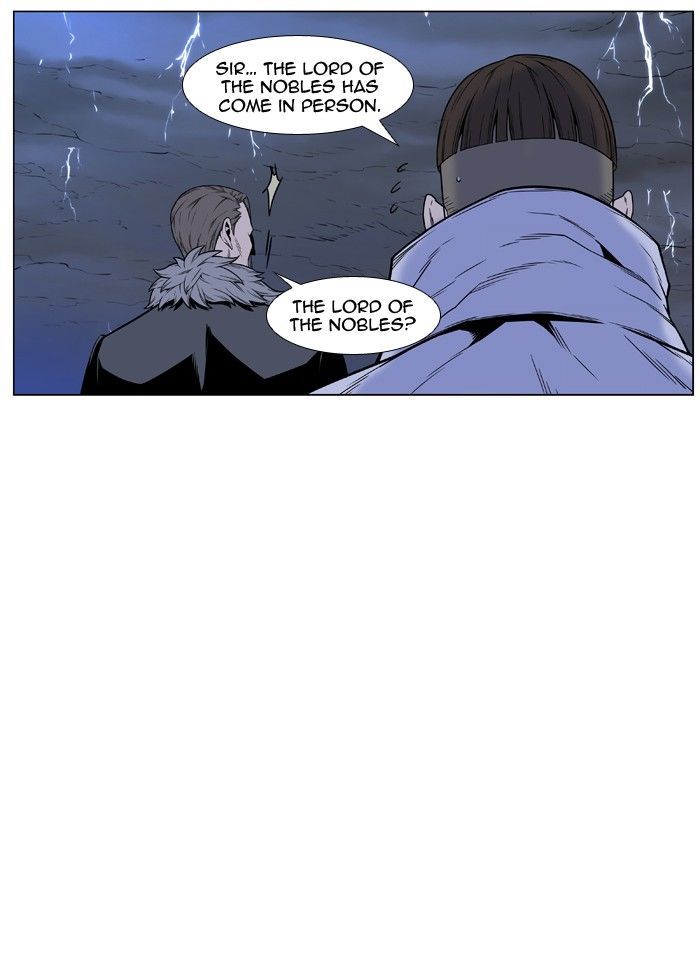 SIR... THE LORD OF
THE NOBLES HAS
COME IN PERSON.
THE LORD OF
THE NOBLES?